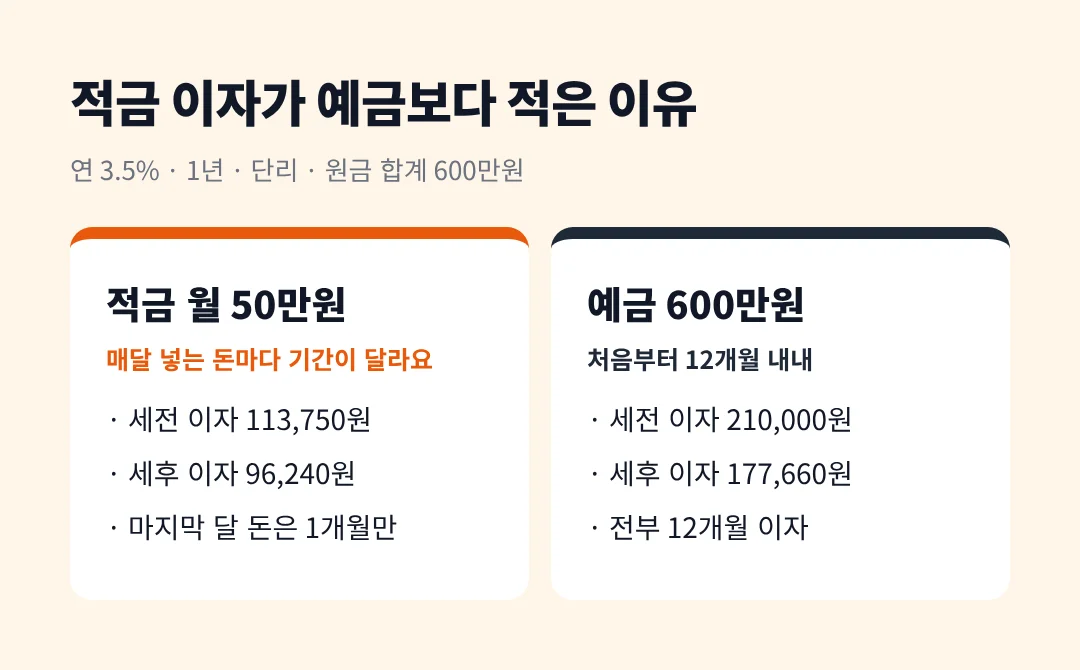 적금 이자가 예금보다 적은 이유
연 3.5% · 1년 · 단리 · 원금 합계 600만원
적금 월 50만원
매달 넣는 돈마다 기간이 달라요
· 세전 이자 113,750원
· 세후 이자 96,240원
· 마지막 달 돈은 1개월만
예금 600만원
처음부터 12개월 내내
· 세전 이자 210,000원
· 세후 이자 177,660원
· 전부 12개월 이자